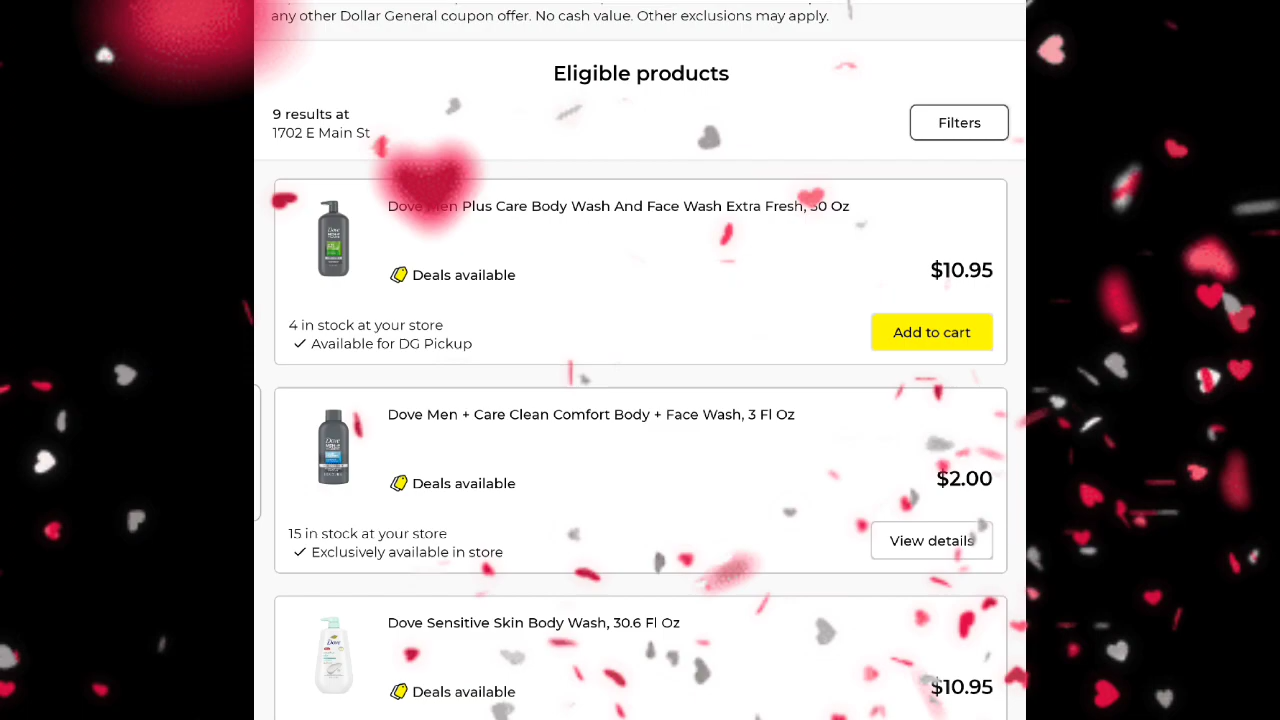 any other Dollar General coupon offer. No cash value. Other exclusions may apply.
Eligible products
9 results at
1702 E Main St
Filters
Dove Men Plus Care Body Wash And Face Wash Extra Fresh, 30 Oz
Deals available
$10.95
4 in stock at your store
Available for DG Pickup
Add to cart
Dove Men + Care Clean Comfort Body + Face Wash, 3 Fl Oz
Deals available
$2.00
15 in stock at your store
Exclusively available in store
View details
Dove Sensitive Skin Body Wash, 30.6 Fl Oz
Deals available
$10.95